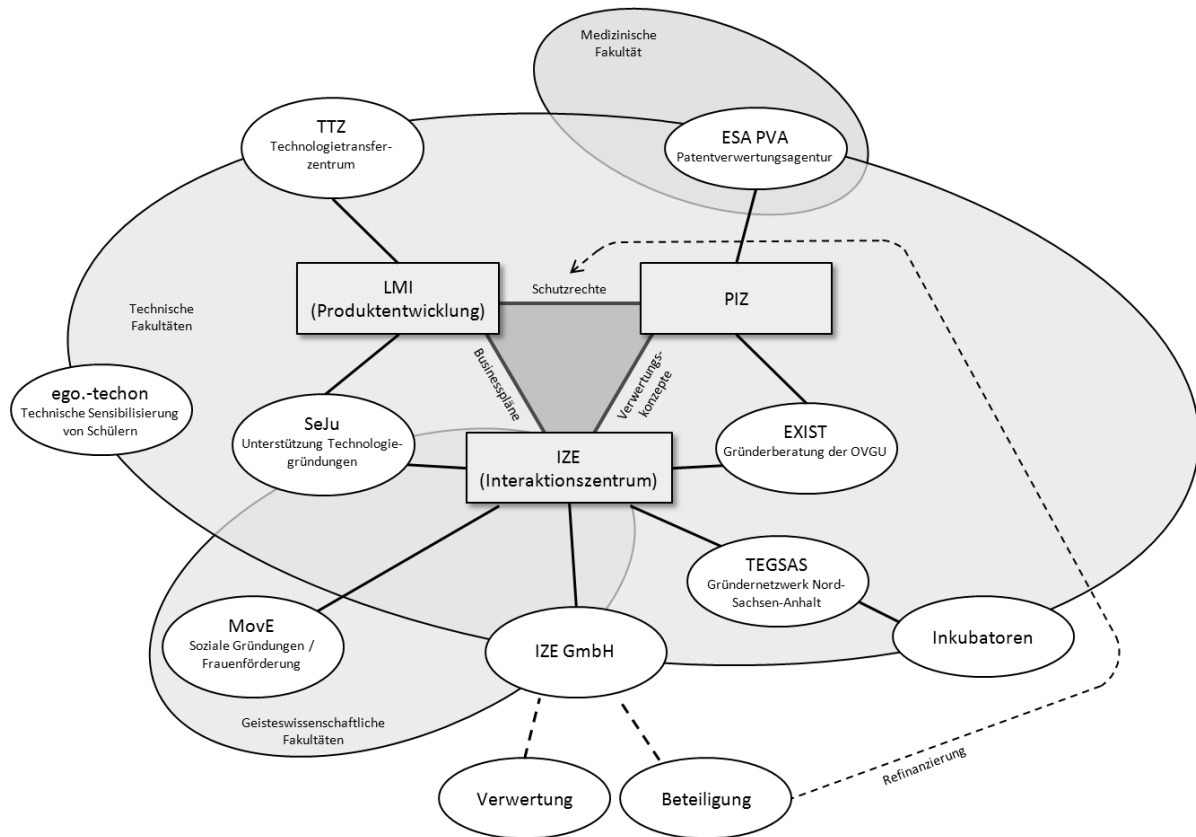 Medizinische
Fakultät
TTZ
Technologietransfer-
zentrum
ESA PVA
Patentverwertungsagentur
LMI
(Produktentwicklung)
Schutzrechte
PIZ
Technische
Fakultäten
Businesspläne
Verwertungs-
konzepte
ego.-techon
Technische Sensibilisierung
von Schülern
SeJu
Unterstützung Technologie-
gründungen
EXIST
Gründerberatung der OVGU
IZE
(Interaktionszentrum)
TEGSAS
Gründernetzwerk Nord-
Sachsen-Anhalt
MovE
Soziale Gründungen /
Frauenförderung
IZE GmbH
Inkubatoren
Geisteswissenschaftliche
Fakultäten
Refinanzierung
Verwertung
Beteiligung